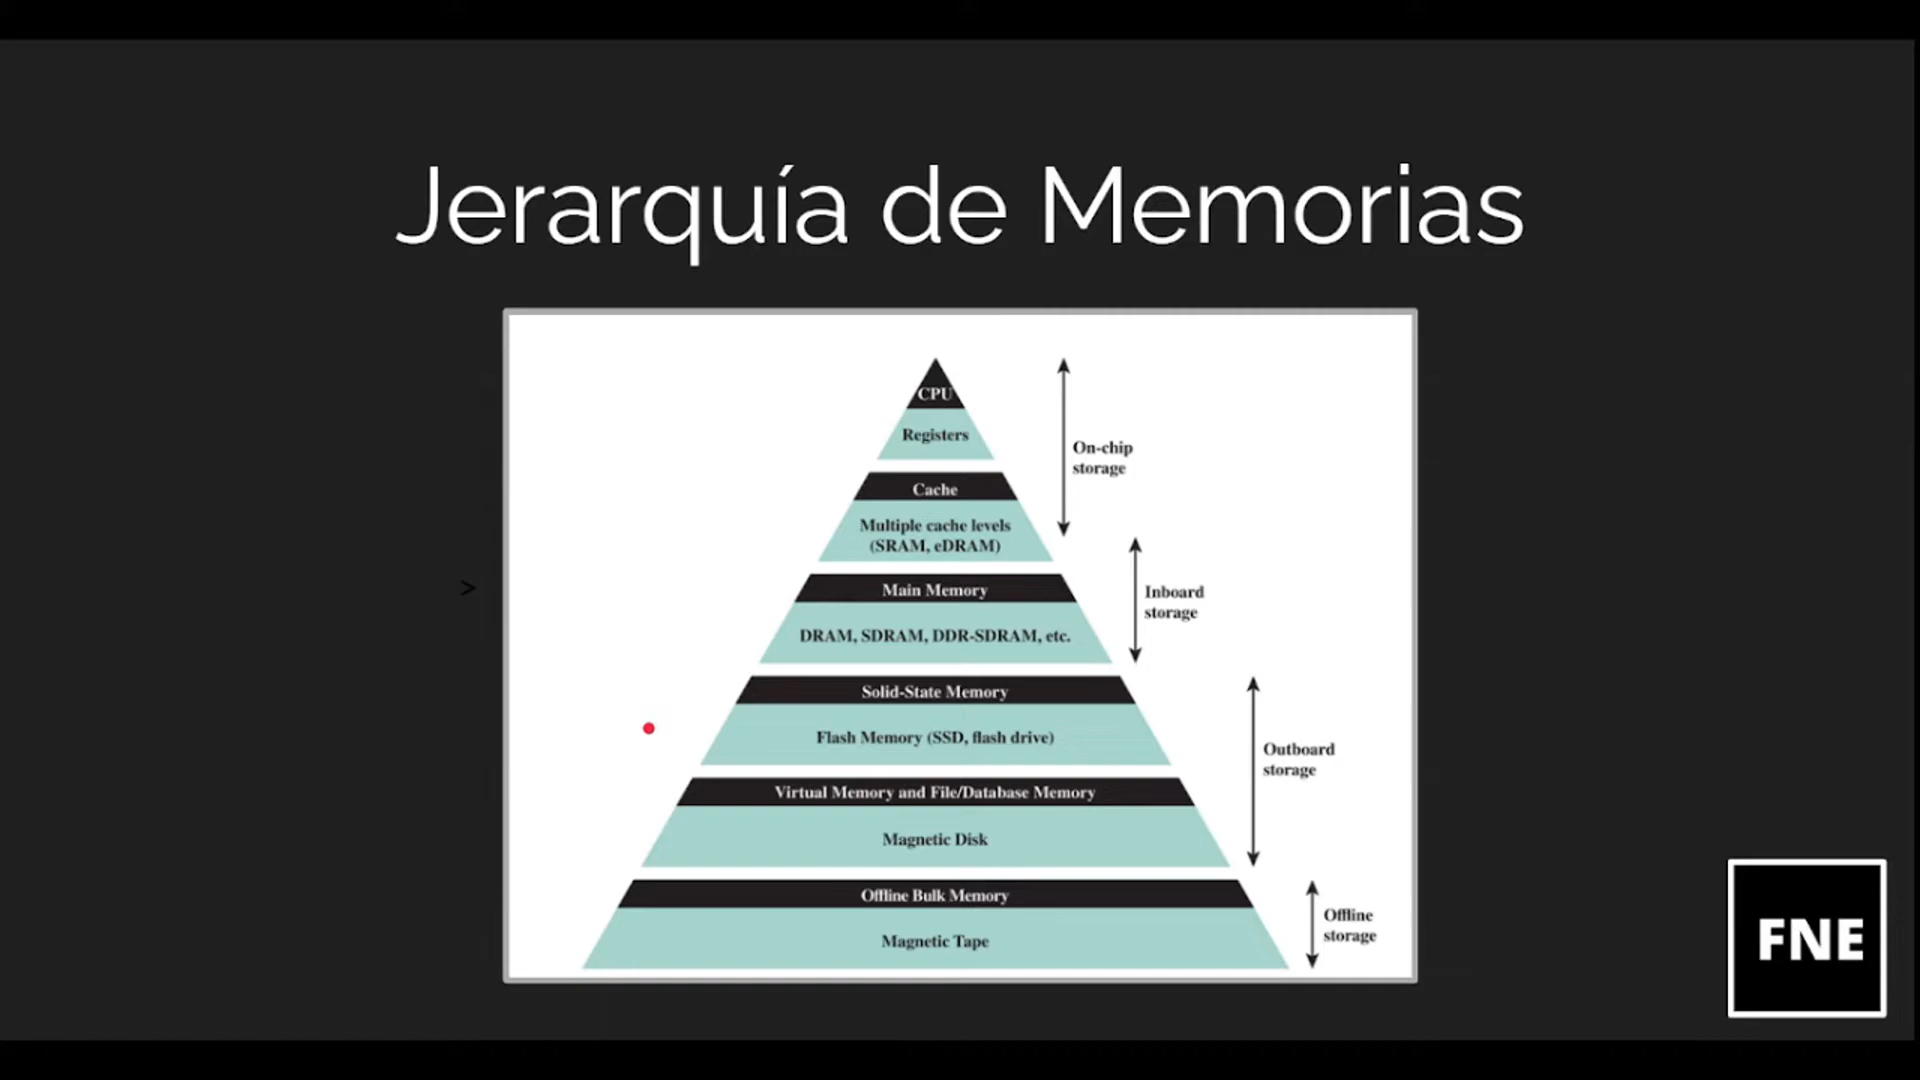 Jerarquía de Memorias
CPU
Registers
On-chip
storage
Cache
Multiple cache levels
(SRAM, eDRAM)
>
Main Memory
DRAM, SDRAM, DDR-SDRAM, etc.
Inboard
storage
Solid-State Memory
Flash Memory (SSD, flash drive)
Outboard
storage
Virtual Memory and File/Database Memory
Magnetic Disk
Offline Bulk Memory
Magnetic Tape
Offline
storage
FNE